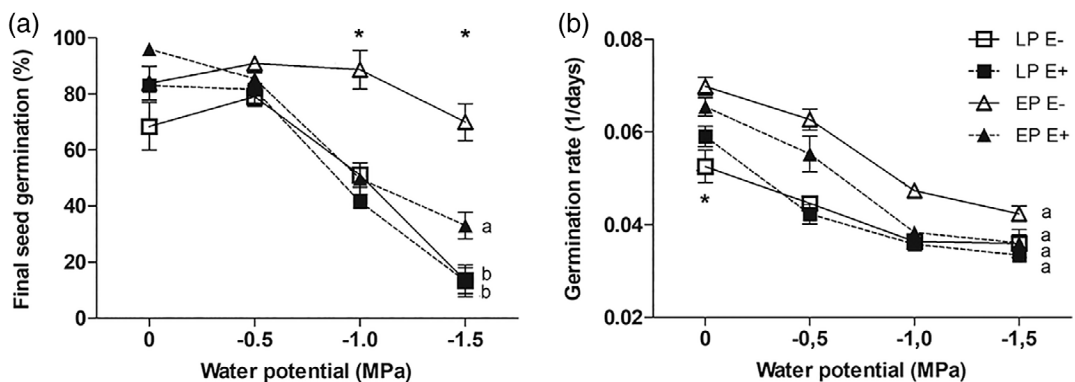 (a)
Final seed germination (%)
100
80
60
40
20
0
* *
a
b
b
0 -0.5 -1.0 -1.5
Water potential (MPa)
(b)
Germination rate (1/days)
0.08
0.06
0.04
0.02
LP E-
LP E+
EP E-
EP E+
*
a
a
a
a
0 -0,5 -1,0 -1,5
Water potential (MPa)